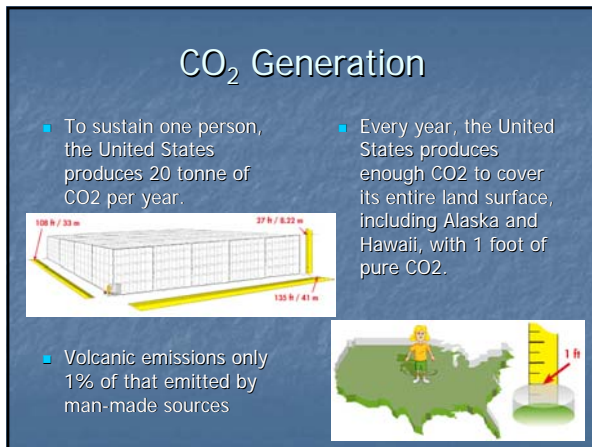 CO2 Generation
To sustain one person,
the United States
produces 20 tonne of
CO2 per year.
108 ft / 33 m
27 ft / 8.22 m
135 ft / 41 m
Volcanic emissions only
1% of that emitted by
man-made sources
Every year, the United
States produces
enough CO2 to cover
its entire land surface,
including Alaska and
Hawaii, with 1 foot of
pure CO2.
1 ft